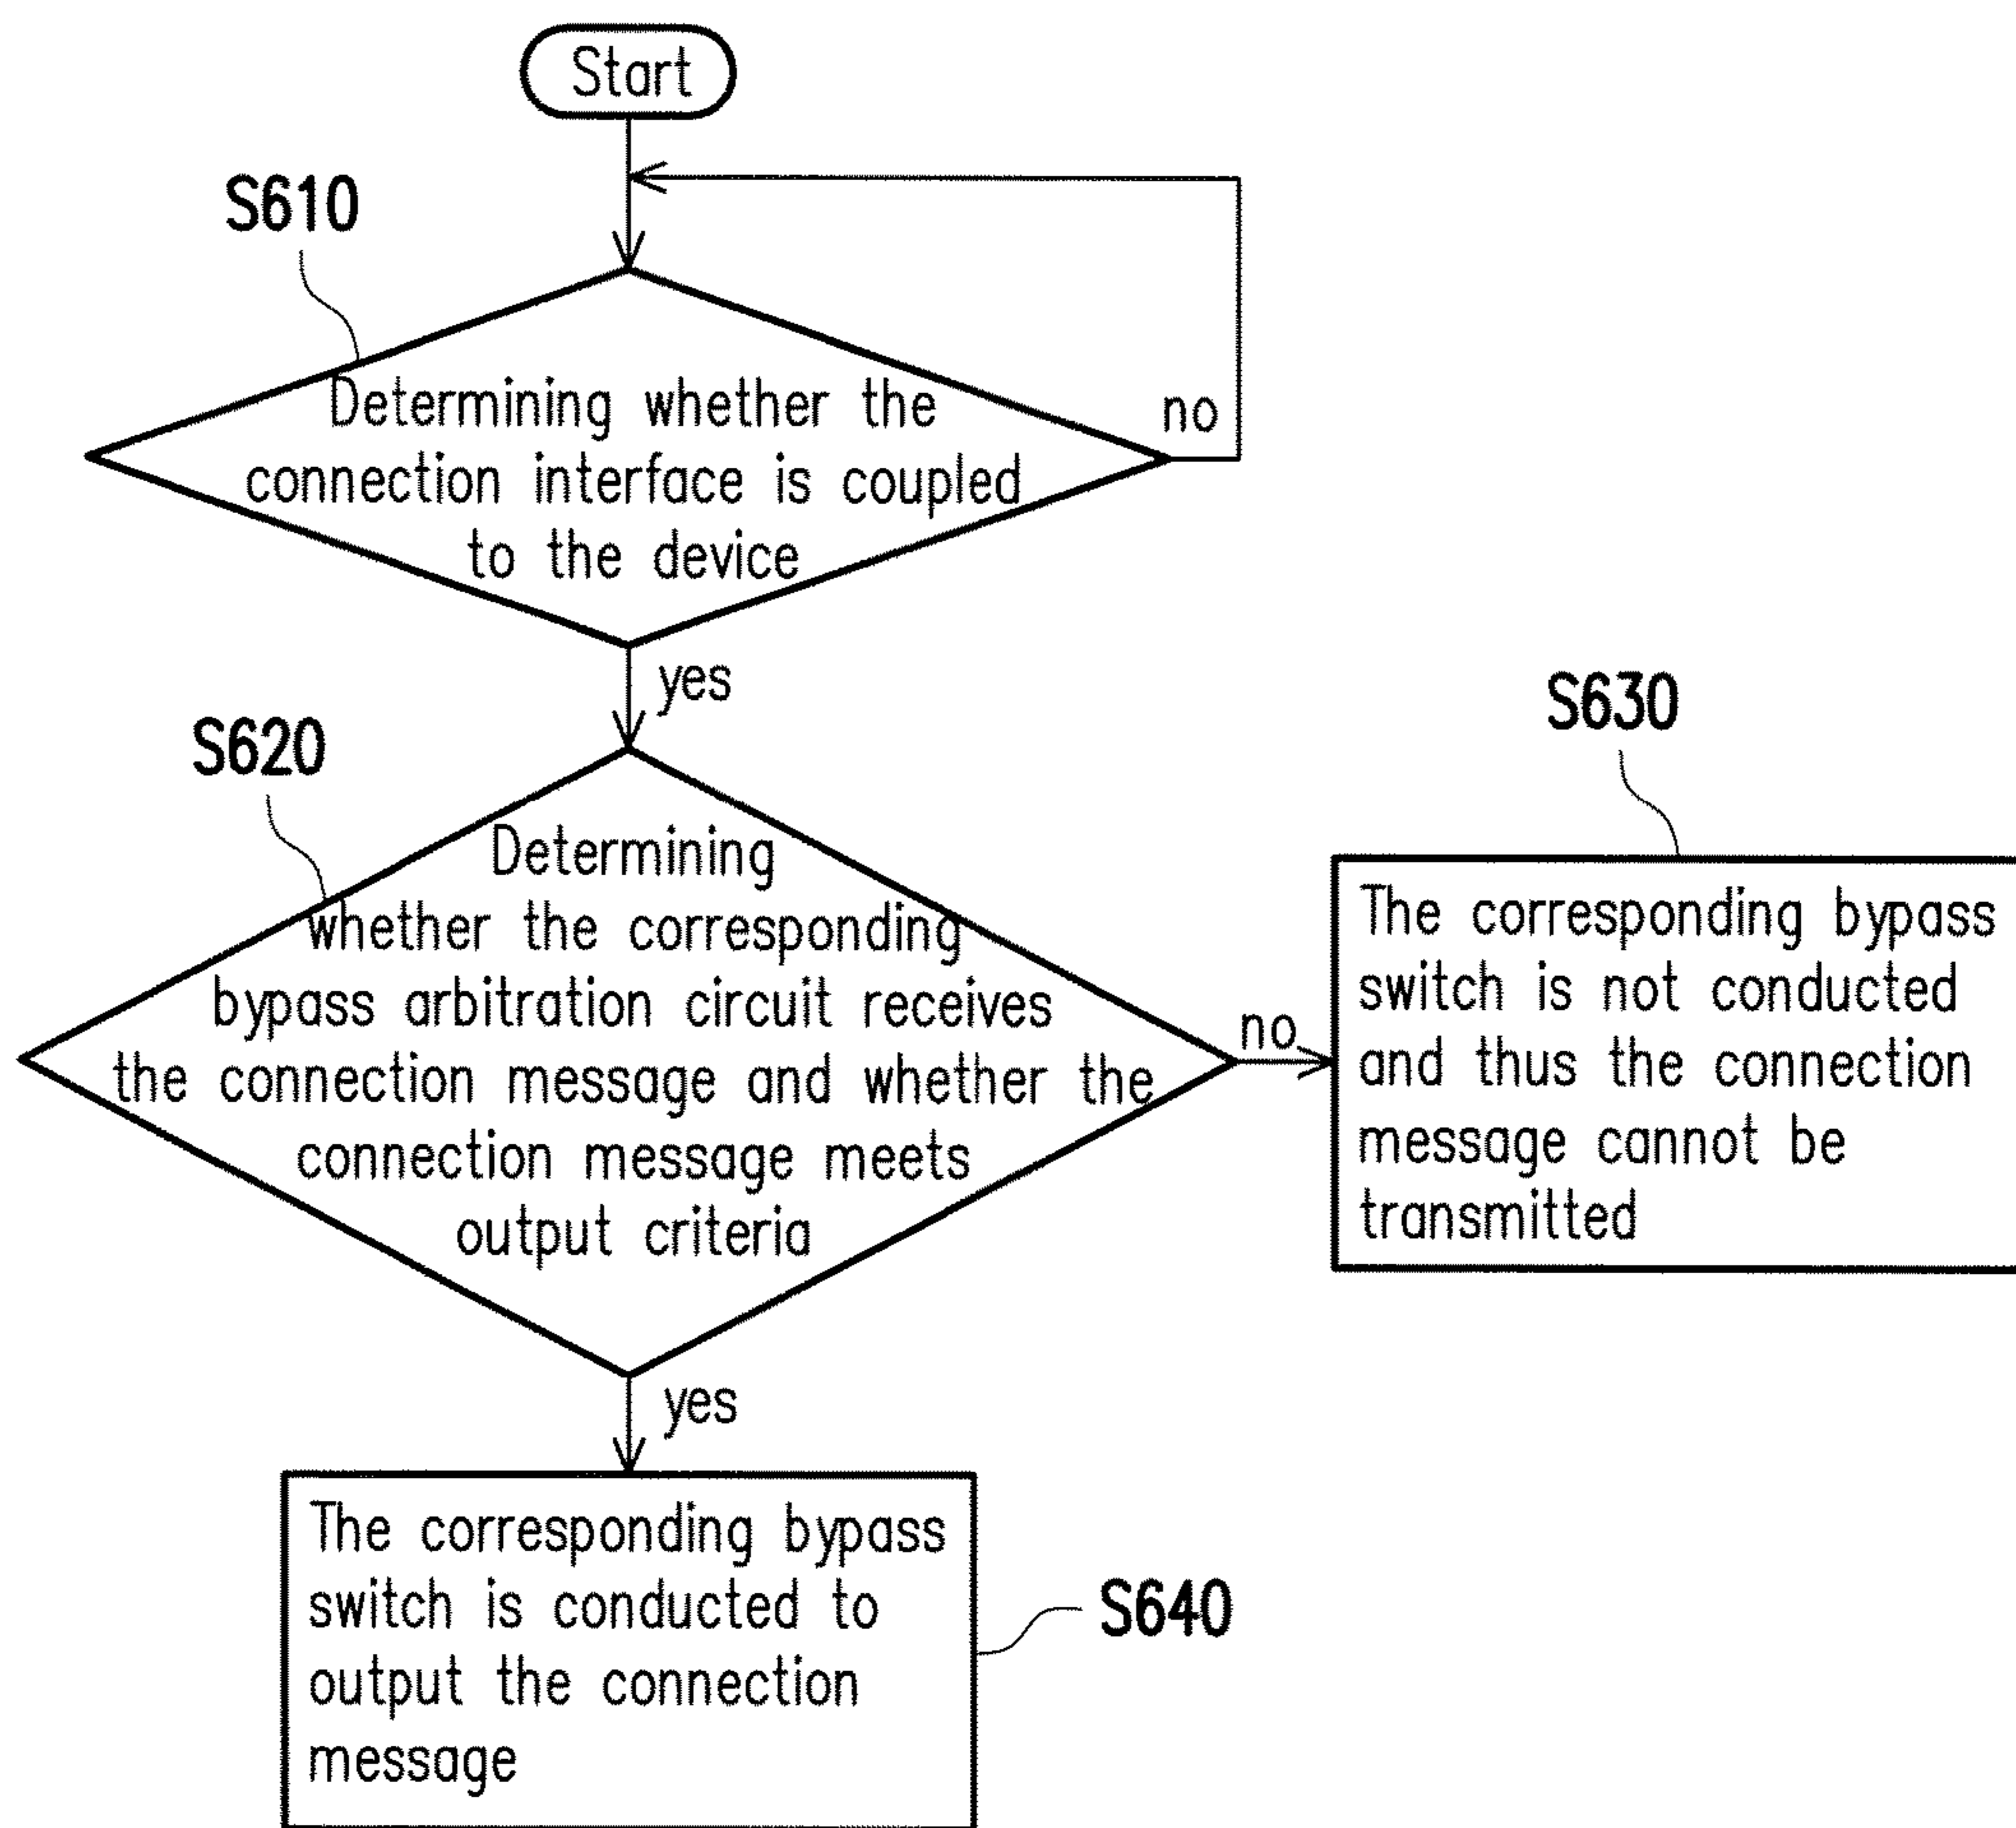 Start
S610
Determining whether the
no
connection interface is coupled
to the device
yes
S620
Determining
whether the corresponding
bypass arbitration circuit receives
the connection message and whether the
connection message meets
output criteria
no
S630
The corresponding bypass
switch is not conducted
and thus the connection
message cannot be
transmitted
yes
The corresponding bypass
switch is conducted to
output the connection
message
S640